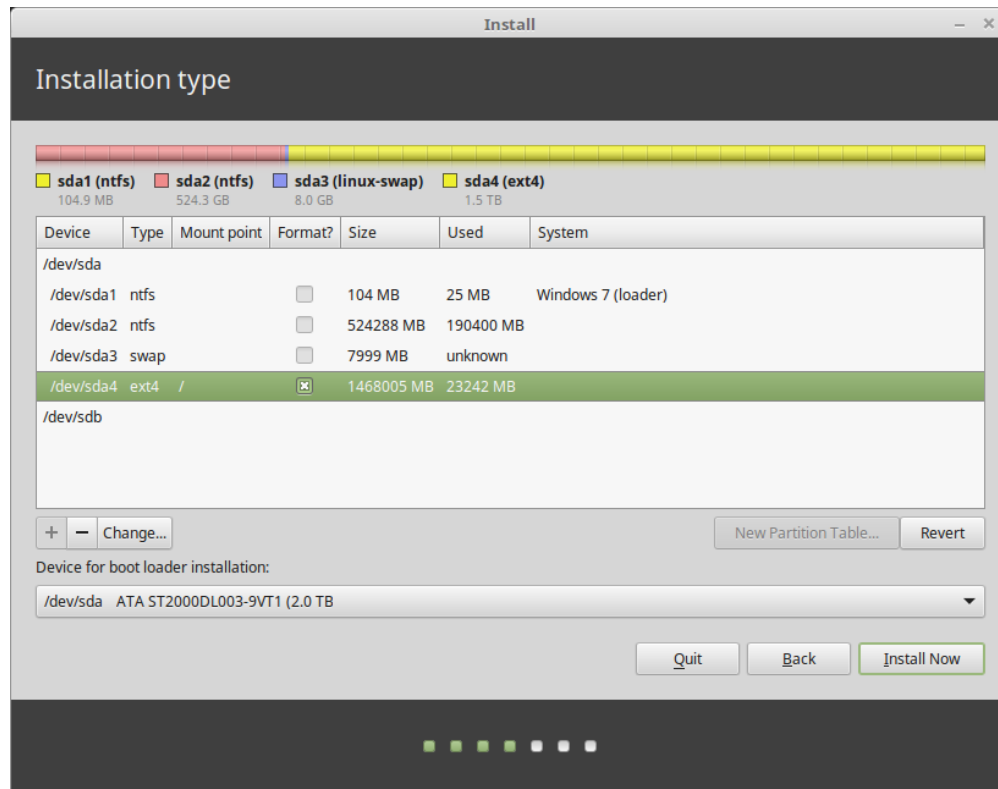 Install
Installation type
sda1 (ntfs) sda2 (ntfs) sda3 (linux-swap) sda4 (ext4)
104.9 MB 524.3 GB 8.0 GB 1.5 TB
Device Type Mount point Format? Size Used System
/dev/sda
/dev/sda1 ntfs 104 MB 25 MB Windows 7 (loader)
/dev/sda2 ntfs 524288 MB 190400 MB
/dev/sda3 swap 7999 MB unknown
/dev/sda4 ext4 / 1468005 MB 23242 MB
/dev/sdb
+ − Change... New Partition Table... Revert
Device for boot loader installation:
/dev/sda ATA ST2000DL003-9VT1 (2.0 TB
Quit Back Install Now